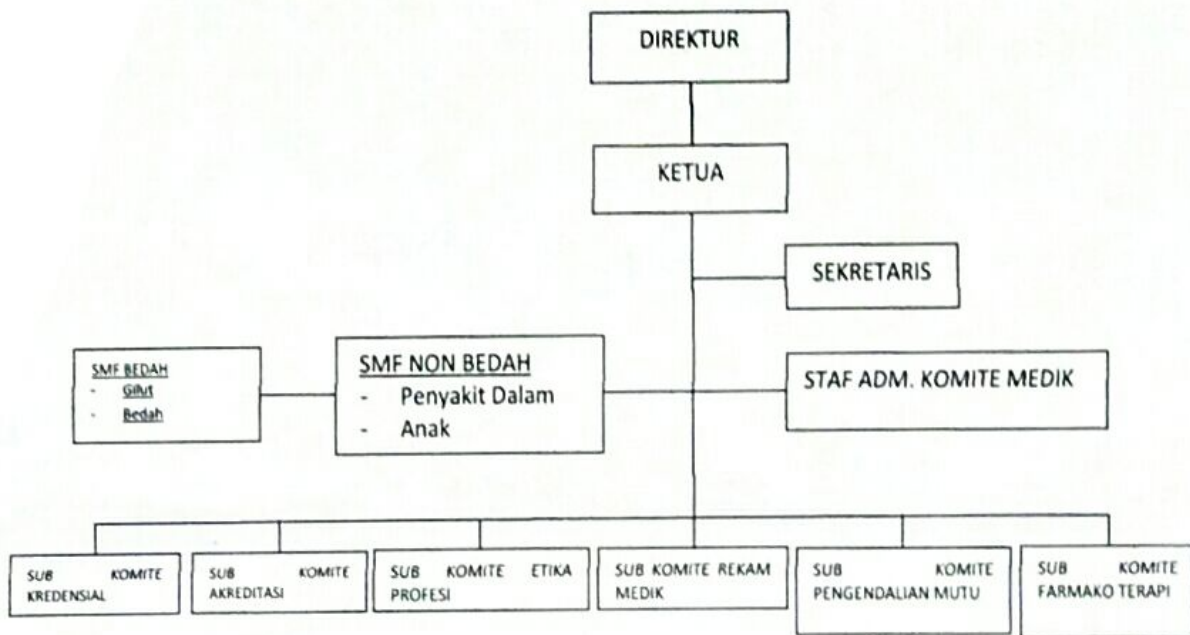 DIREKTUR
KETUA
SEKRETARIS
SMF BEDAH
- Gilut
- Bedah
SMF NON BEDAH
- Penyakit Dalam
- Anak
STAF ADM. KOMITE MEDIK
SUB KOMITE
KREDENSIAL
SUB KOMITE
AKREDITASI
SUB KOMITE ETIKA
PROFESI
SUB KOMITE REKAM
MEDIK
SUB KOMITE
PENGENDALIAN MUTU
SUB KOMITE
FARMAKO TERAPI